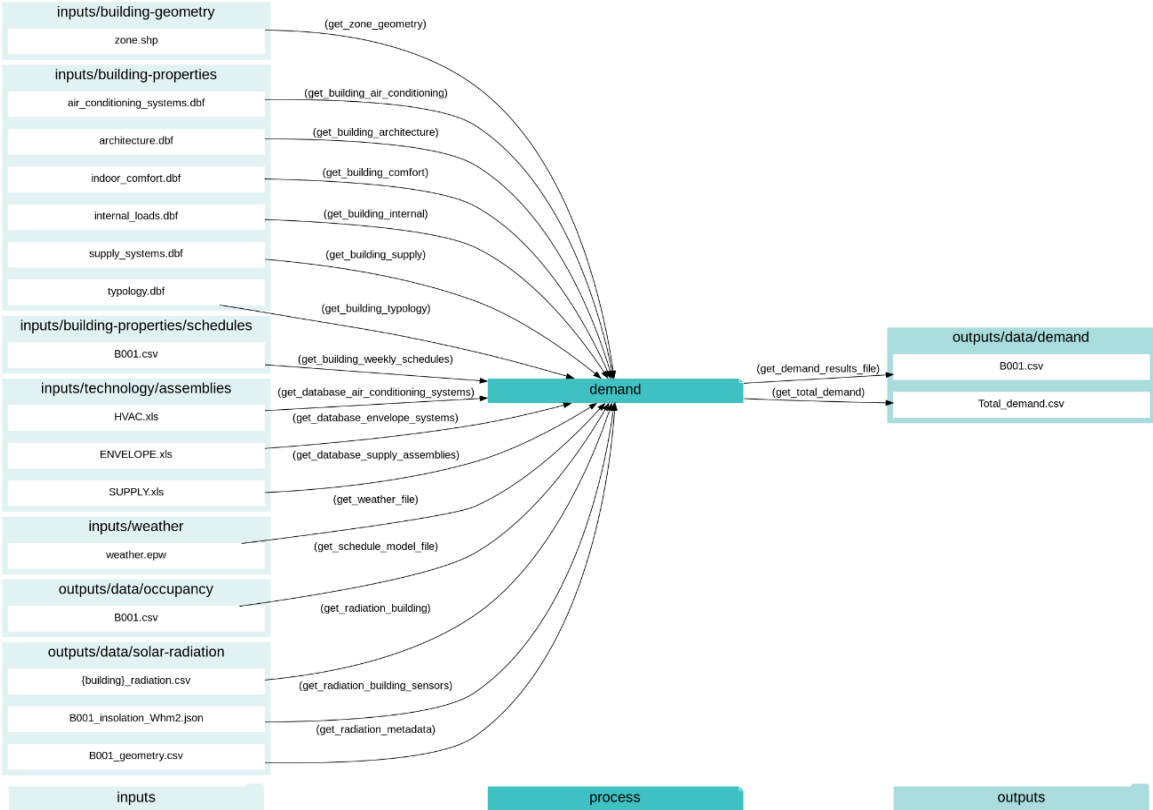 inputs/building-geometry
zone.shp
(get_zone_geometry)
inputs/building-properties
air_conditioning_systems.dbf
(get_building_air_conditioning)
architecture.dbf
(get_building_architecture)
indoor_comfort.dbf
(get_building_comfort)
internal_loads.dbf
(get_building_internal)
supply_systems.dbf
(get_building_supply)
typology.dbf
(get_building_typology)
inputs/building-properties/schedules
B001.csv
(get_building_weekly_schedules)
inputs/technology/assemblies
HVAC.xls
(get_database_air_conditioning_systems)
ENVELOPE.xls
(get_database_envelope_systems)
SUPPLY.xls
(get_database_supply_assemblies)
inputs/weather
weather.epw
(get_weather_file)
outputs/data/occupancy
B001.csv
(get_schedule_model_file)
outputs/data/solar-radiation
{building}_radiation.csv
(get_radiation_building)
B001_insolation_Whm2.json
(get_radiation_building_sensors)
B001_geometry.csv
(get_radiation_metadata)
demand
(get_demand_results_file)
(get_total_demand)
outputs/data/demand
B001.csv
Total_demand.csv
inputs
process
outputs